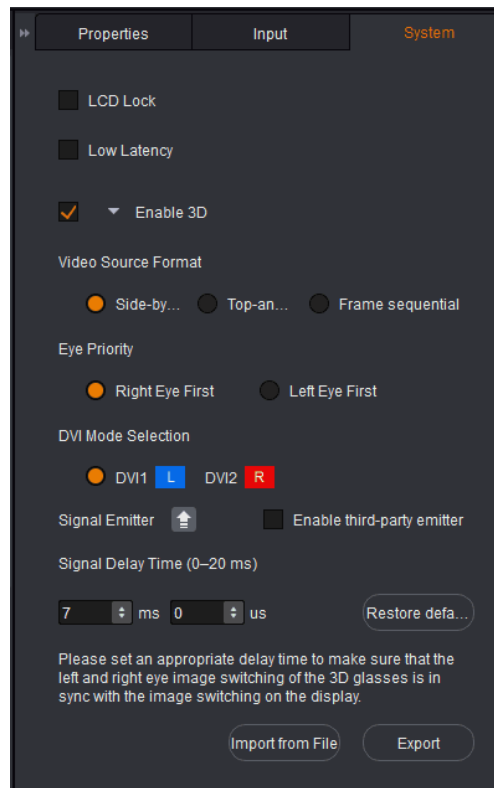 Properties Input System
LCD Lock
Low Latency
Enable 3D
Video Source Format
Side-by... Top-an... Frame sequential
Eye Priority
Right Eye First Left Eye First
DVI Mode Selection
DVI1 L DVI2 R
Signal Emitter Enable third-party emitter
Signal Delay Time (0–20 ms)
7 ms 0 us Restore defa...
Please set an appropriate delay time to make sure that the
left and right eye image switching of the 3D glasses is in
sync with the image switching on the display.
Import from File Export